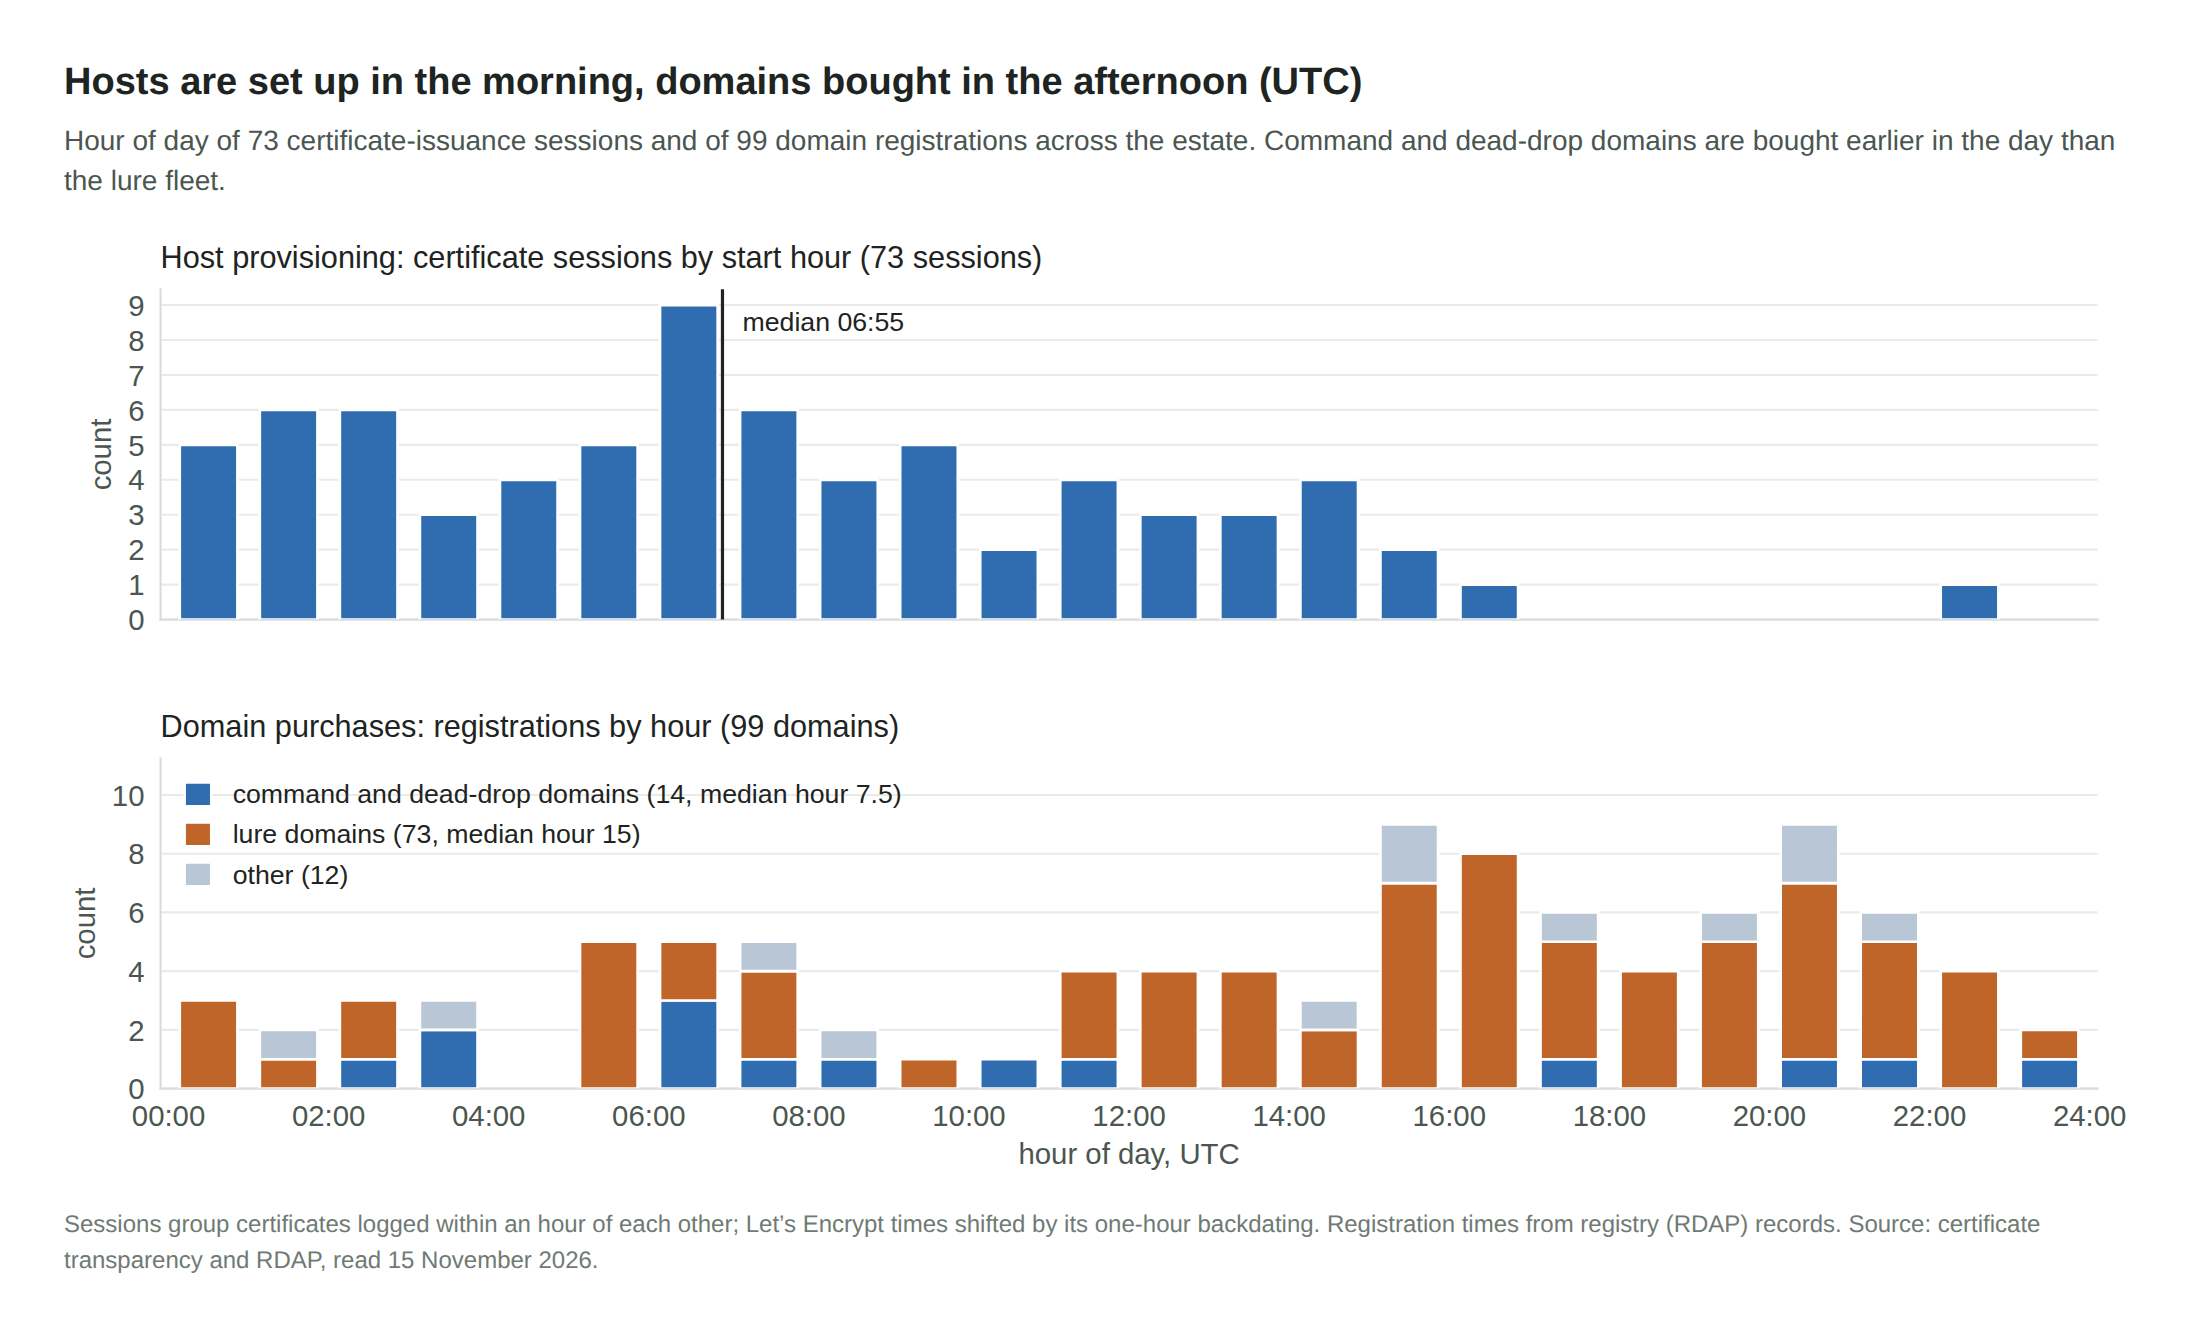 Hosts are set up in the morning, domains bought in the afternoon (UTC)
Hour of day of 73 certificate-issuance sessions and of 99 domain registrations across the estate. Command and dead-drop domains are bought earlier in the day than
the lure fleet.
Host provisioning: certificate sessions by start hour (73 sessions)
9
8
7
6
5
4
3
2
1
0
count
median 06:55
Domain purchases: registrations by hour (99 domains)
10
8
6
4
2
0
count
command and dead-drop domains (14, median hour 7.5)
lure domains (73, median hour 15)
other (12)
00:00 02:00 04:00 06:00 08:00 10:00 12:00 14:00 16:00 18:00 20:00 22:00 24:00
hour of day, UTC
Sessions group certificates logged within an hour of each other; Let’s Encrypt times shifted by its one-hour backdating. Registration times from registry (RDAP) records. Source: certificate
transparency and RDAP, read 15 November 2026.